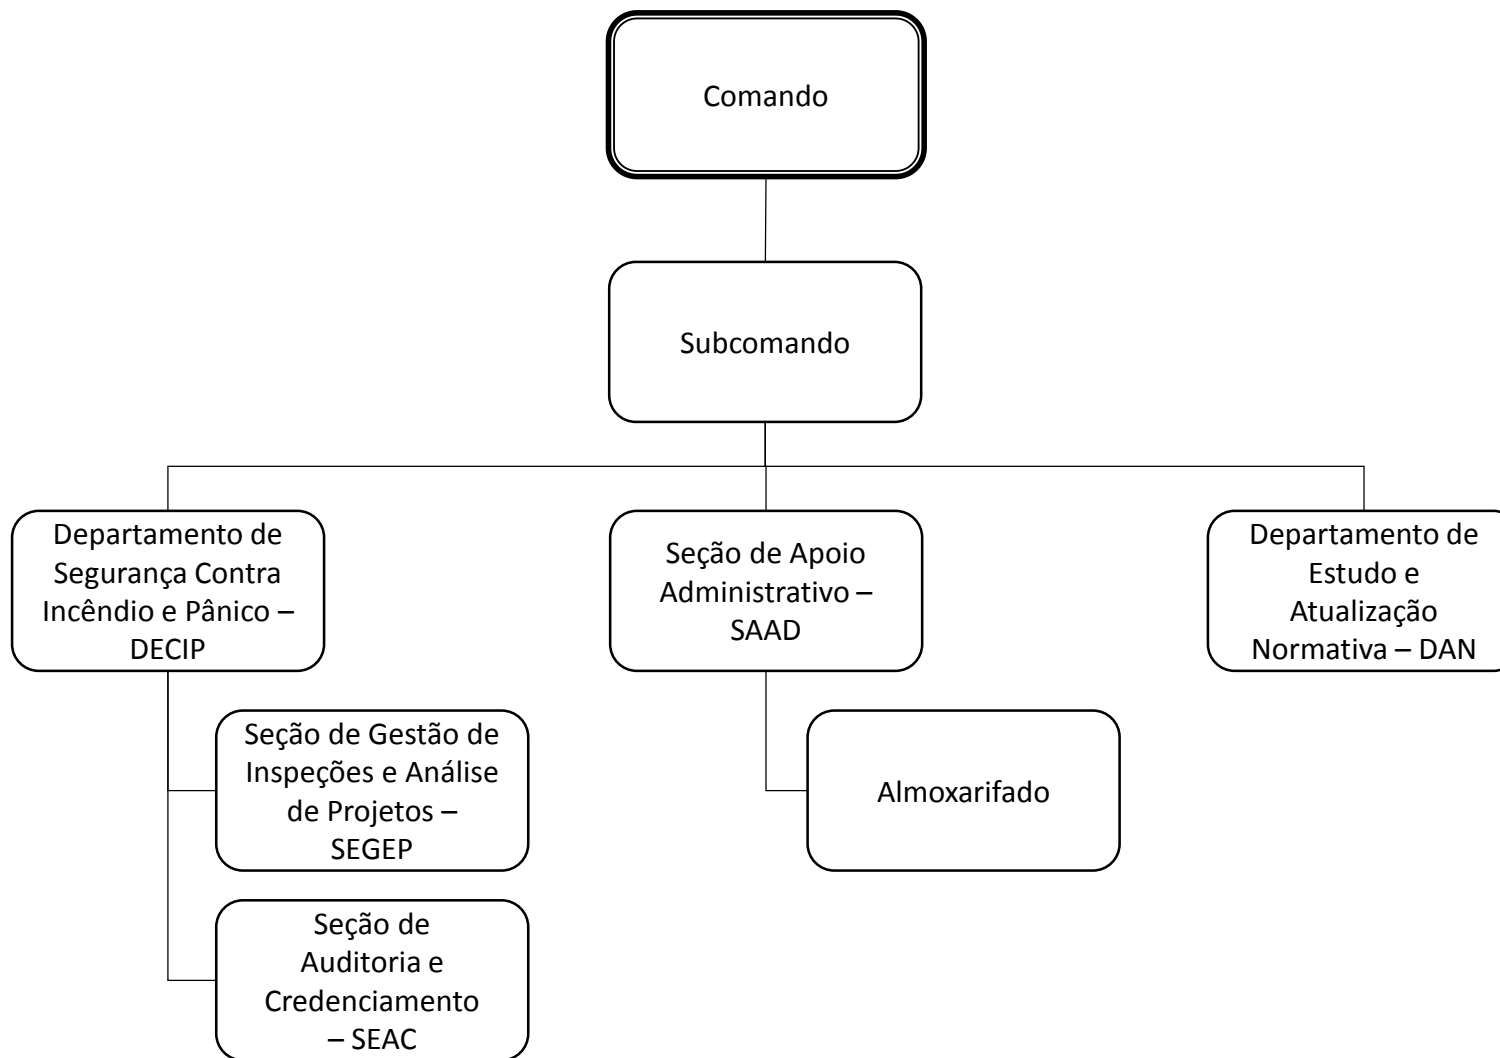 Comando
Subcomando
Departamento de
Segurança Contra
Incêndio e Pânico –
DECIP
Seção de Apoio
Administrativo –
SAAD
Departamento de
Estudo e
Atualização
Normativa – DAN
Seção de Gestão de
Inspeções e Análise
de Projetos –
SEGEP
Almoxarifado
Seção de
Auditoria e
Credenciamento
– SEAC